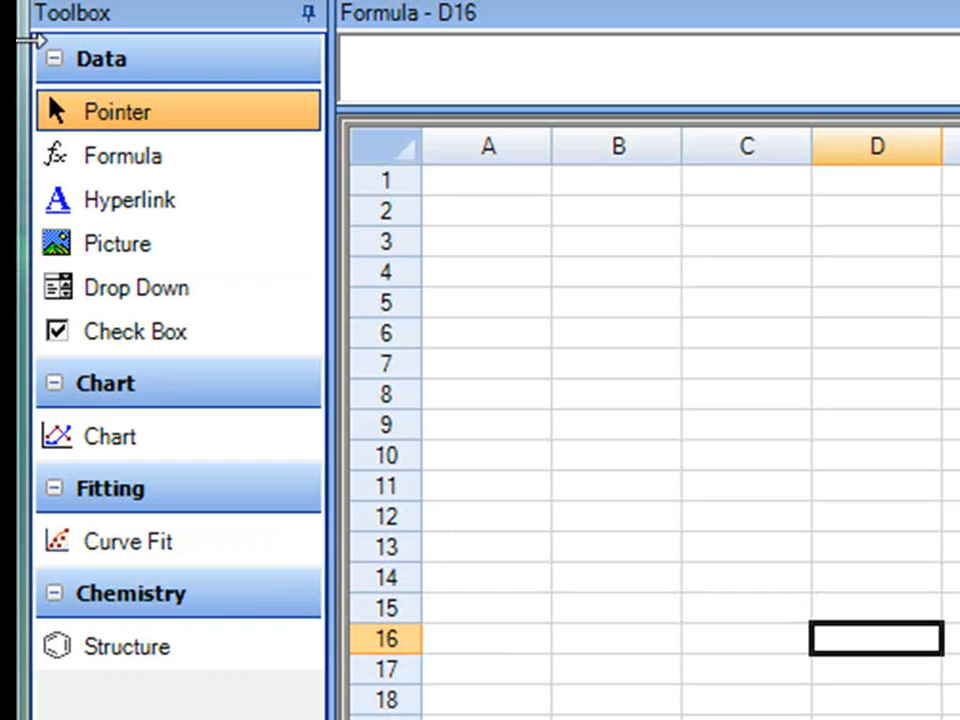 Toolbox
Formula - D16
Data
Pointer
Formula
Hyperlink
Picture
Drop Down
Check Box
Chart
Chart
Fitting
Curve Fit
Chemistry
Structure
A B C D
1
2
3
4
5
6
7
8
9
10
11
12
13
14
15
16
17
18